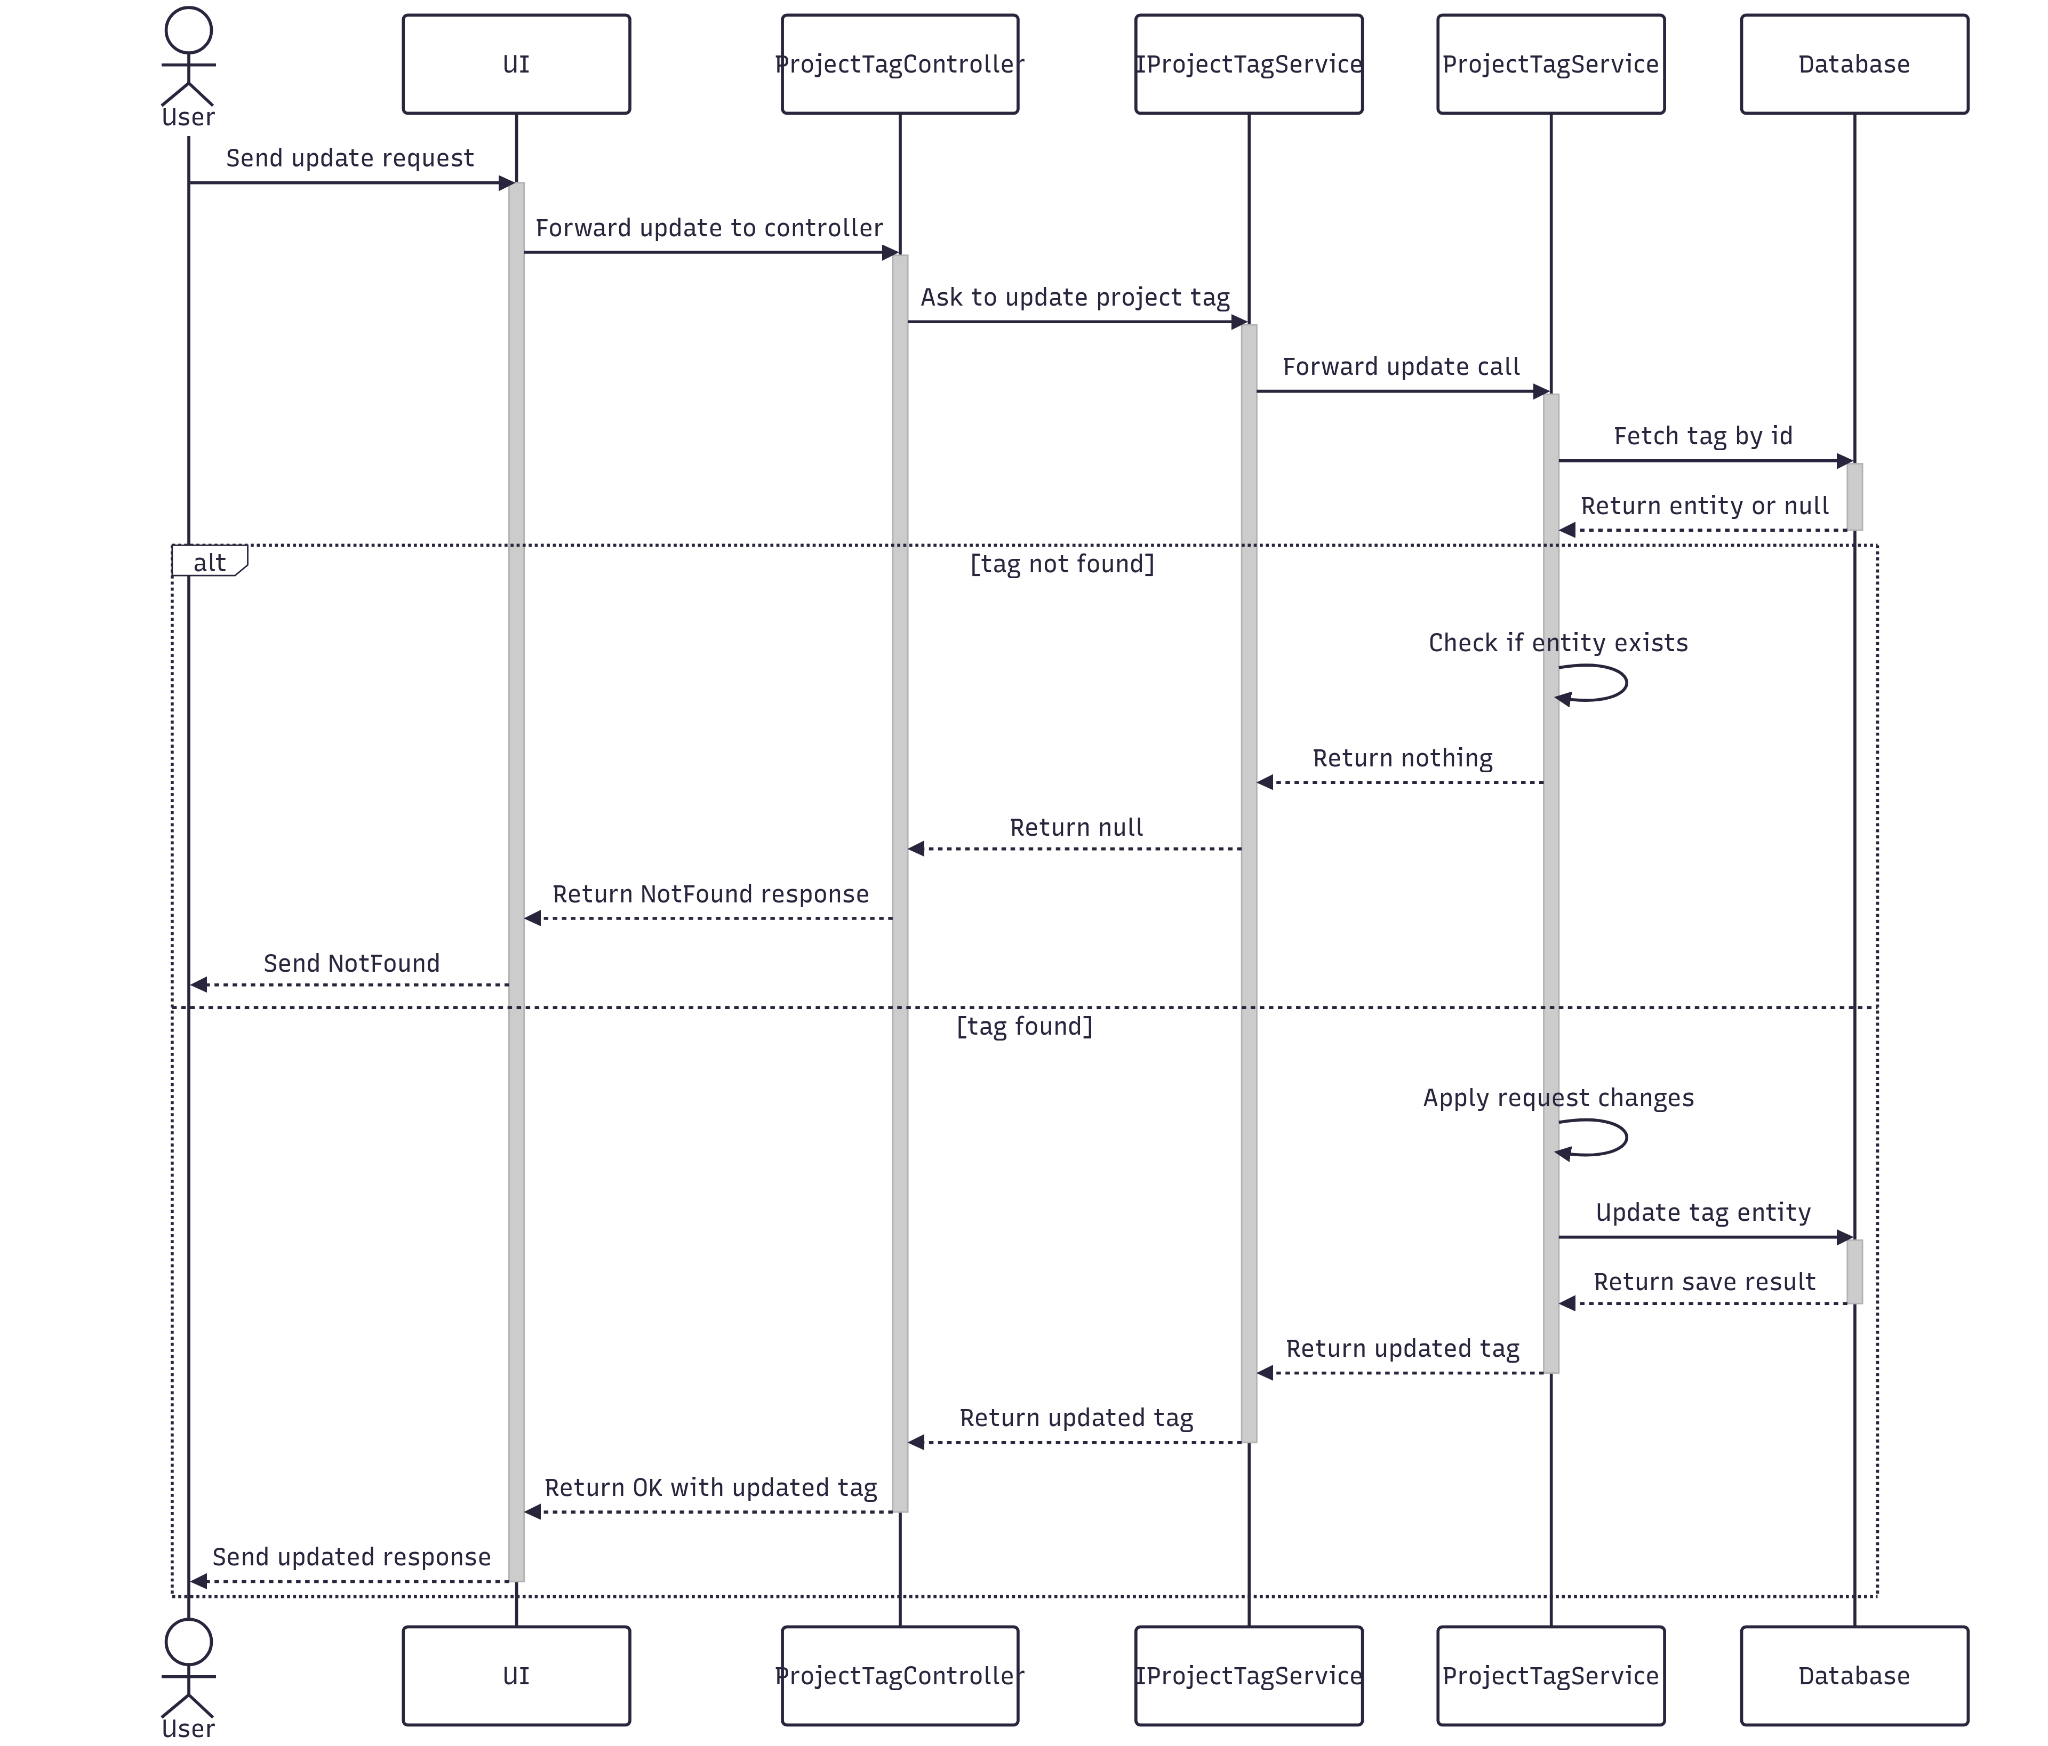 User
UI
ProjectTagController
IProjectTagService
ProjectTagService
Database
Send update request
Forward update to controller
Ask to update project tag
Forward update call
Fetch tag by id
Return entity or null
alt
[tag not found]
Check if entity exists
Return nothing
Return null
Return NotFound response
Send NotFound
[tag found]
Apply request changes
Update tag entity
Return save result
Return updated tag
Return updated tag
Return OK with updated tag
Send updated response
User
UI
ProjectTagController
IProjectTagService
ProjectTagService
Database